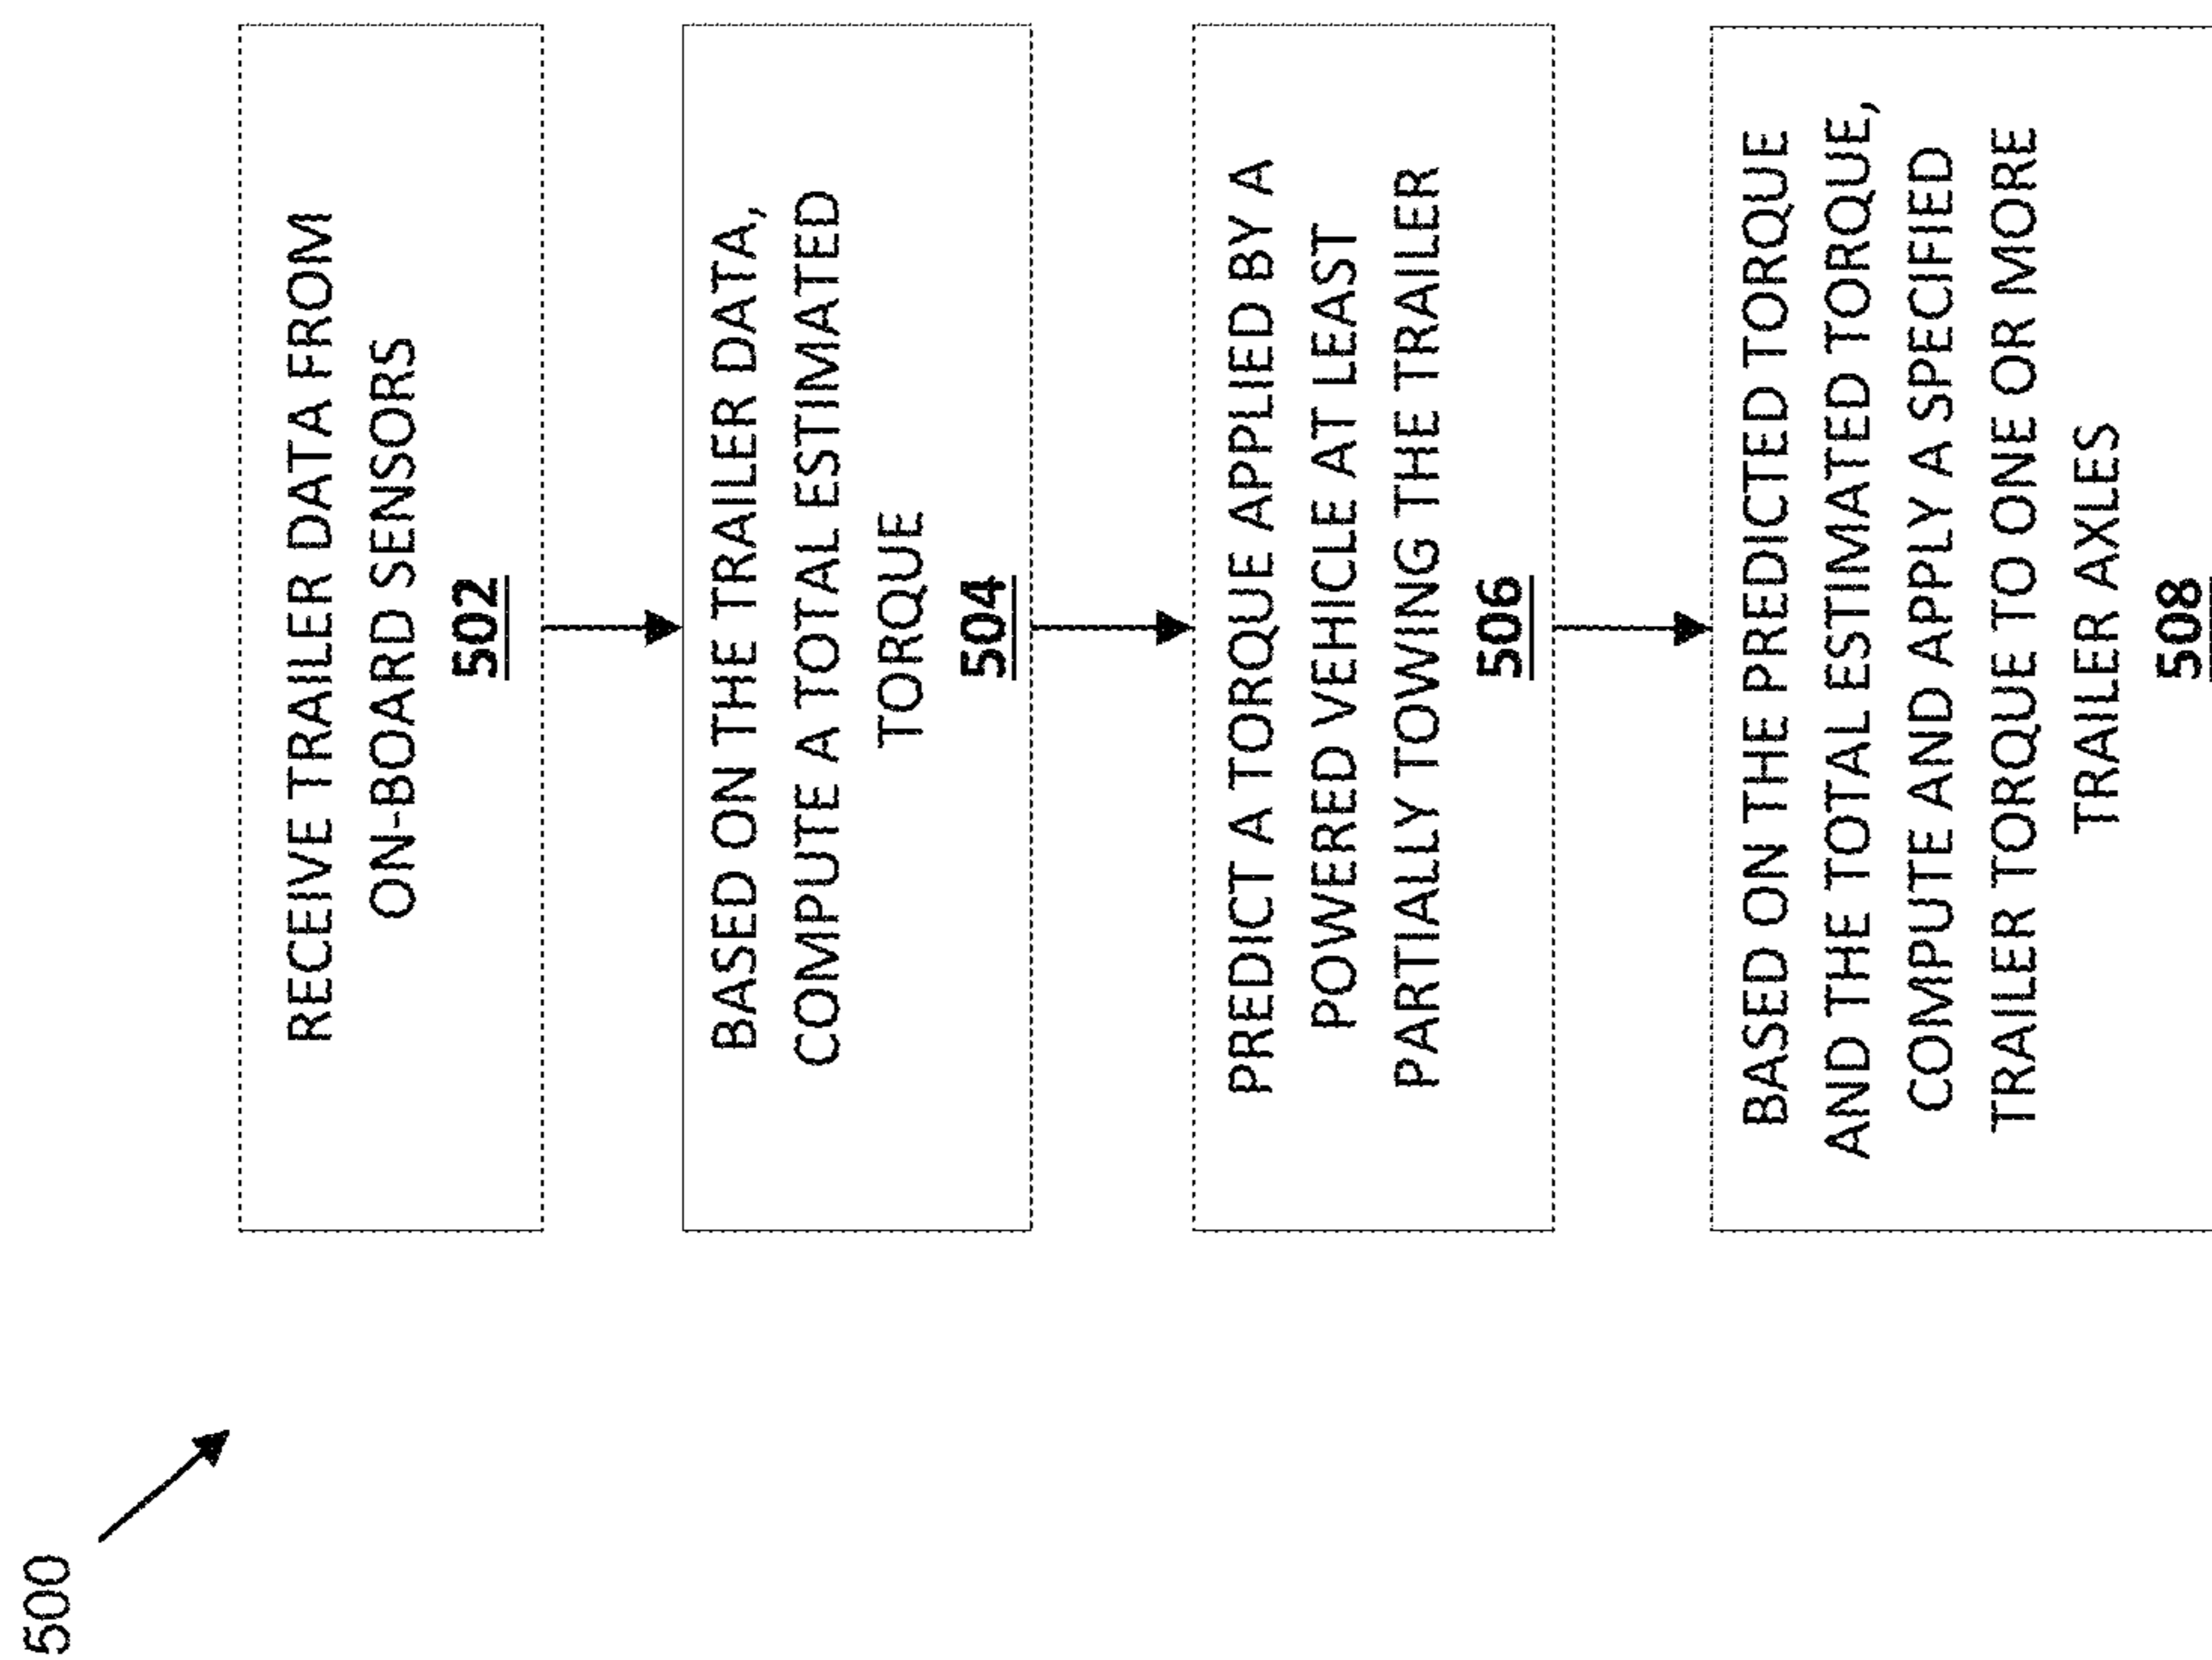 500
RECEIVE TRAILER DATA FROM
ON-BOARD SENSORS
502
BASED ON THE TRAILER DATA,
COMPUTE A TOTAL ESTIMATED
TORQUE
504
PREDICT A TORQUE APPLIED BY A
POWERED VEHICLE AT LEAST
PARTIALLY TOWING THE TRAILER
506
BASED ON THE PREDICTED TORQUE
AND THE TOTAL ESTIMATED TORQUE,
COMPUTE AND APPLY A SPECIFIED
TRAILER TORQUE TO ONE OR MORE
TRAILER AXLES
508